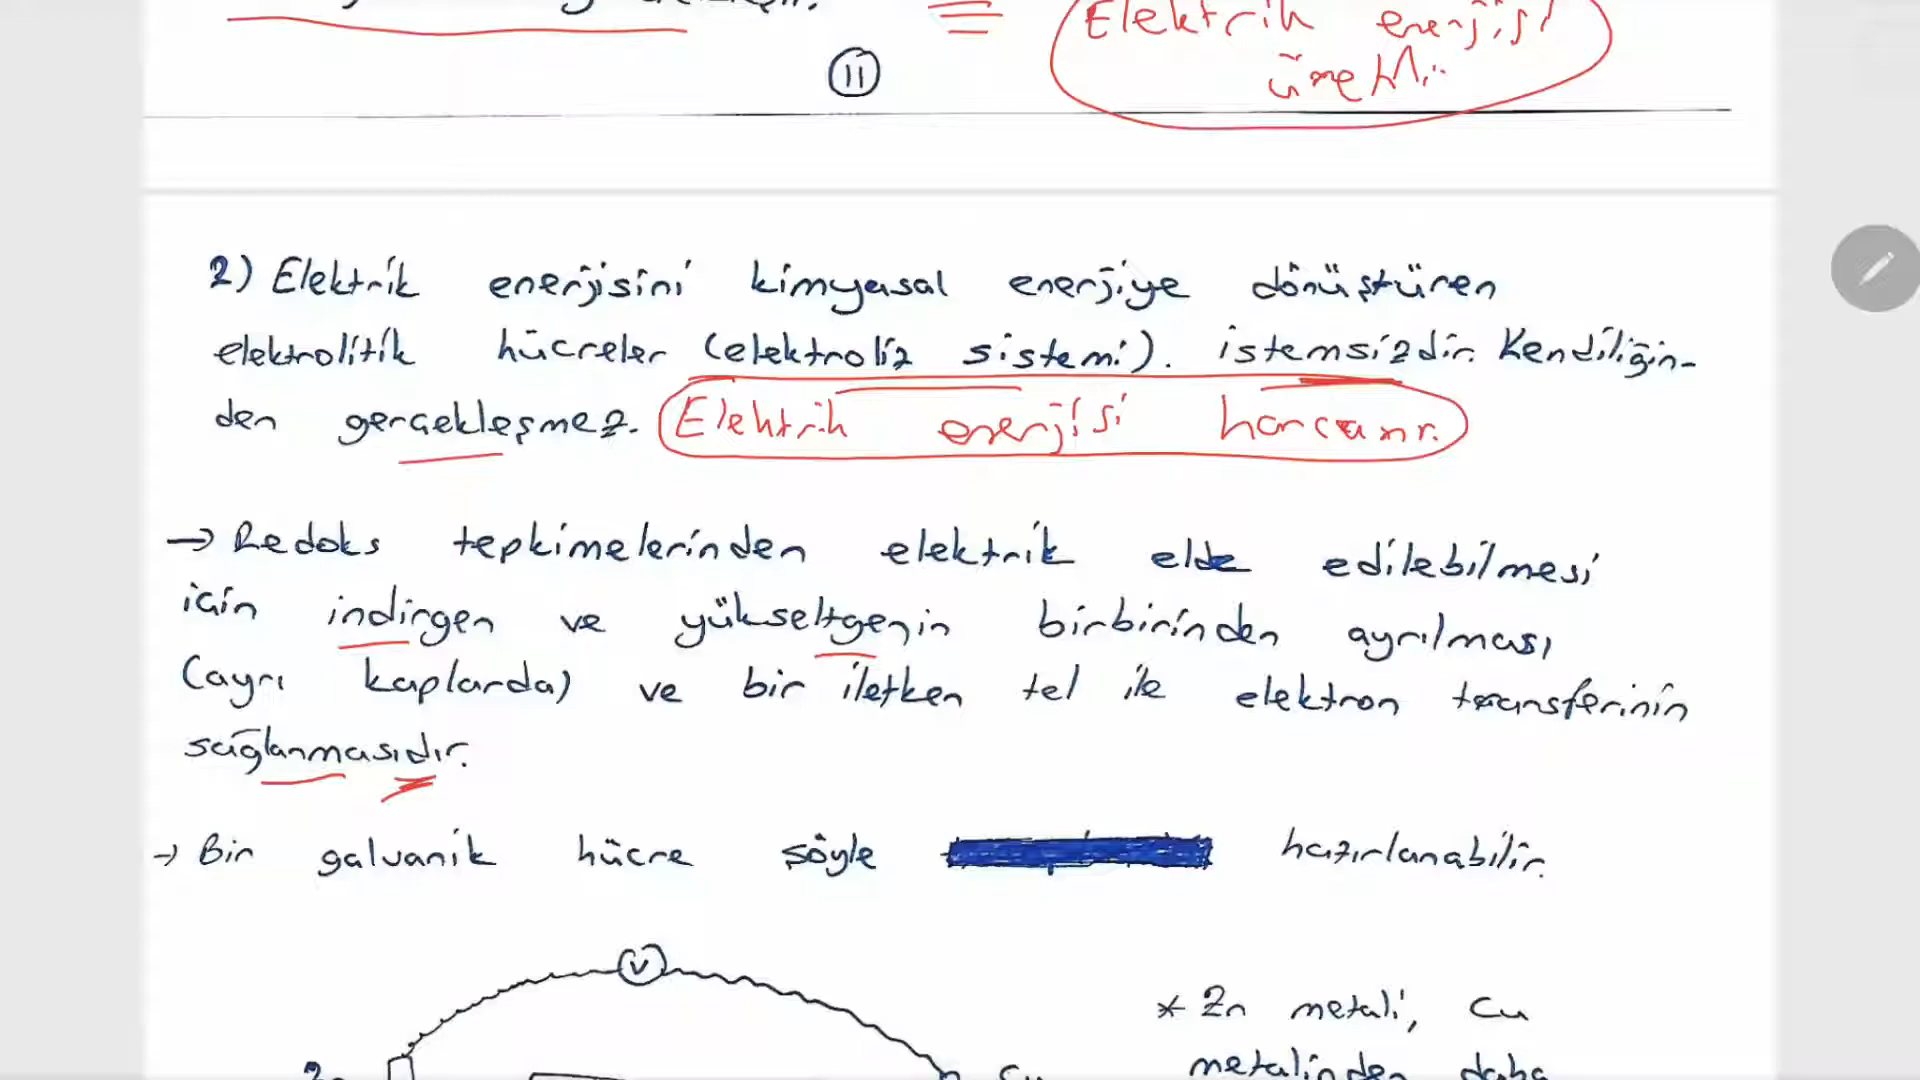 Elektrik enerjisi
üretilir.
11
2) Elektrik enerjisini kimyasal enerjiye dönüştüren
elektrolitik hücreler (elektroliz sistemi). istemsizdir. Kendiliğin-
den gerçekleşmez. Elektrik enerjisi harcanır.
→ Redoks tepkimelerinden elektrik elde edilebilmesi
için indirgen ve yükseltgenin birbirinden ayrılması
(ayrı kaplarda) ve bir iletken tel ile elektron transferinin
sağlanmasıdır.
→ Bir galvanik hücre şöyle hazırlanabilir.
V
* Zn metali, Cu
Zn Cu metalinden daha